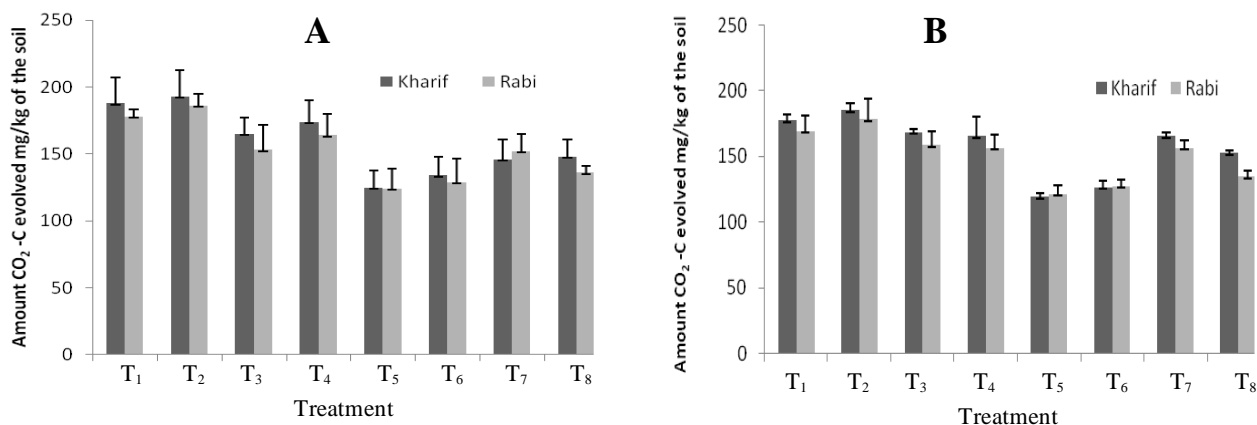 A
Amount CO₂ -C evolved mg/kg of the soil
250
200
150
100
50
0
Kharif Rabi
T₁ T₂ T₃ T₄ T₅ T₆ T₇ T₈
Treatment
B
Amount CO₂ -C evolved mg/kg of the soil
250
200
150
100
50
0
Kharif Rabi
T₁ T₂ T₃ T₄ T₅ T₆ T₇ T₈
Treatment